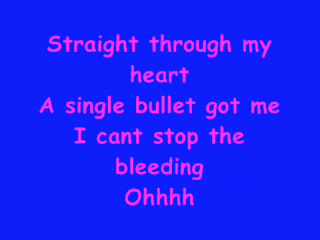 Straight through my
heart
A single bullet got me
I cant stop the
bleeding
Ohhhh